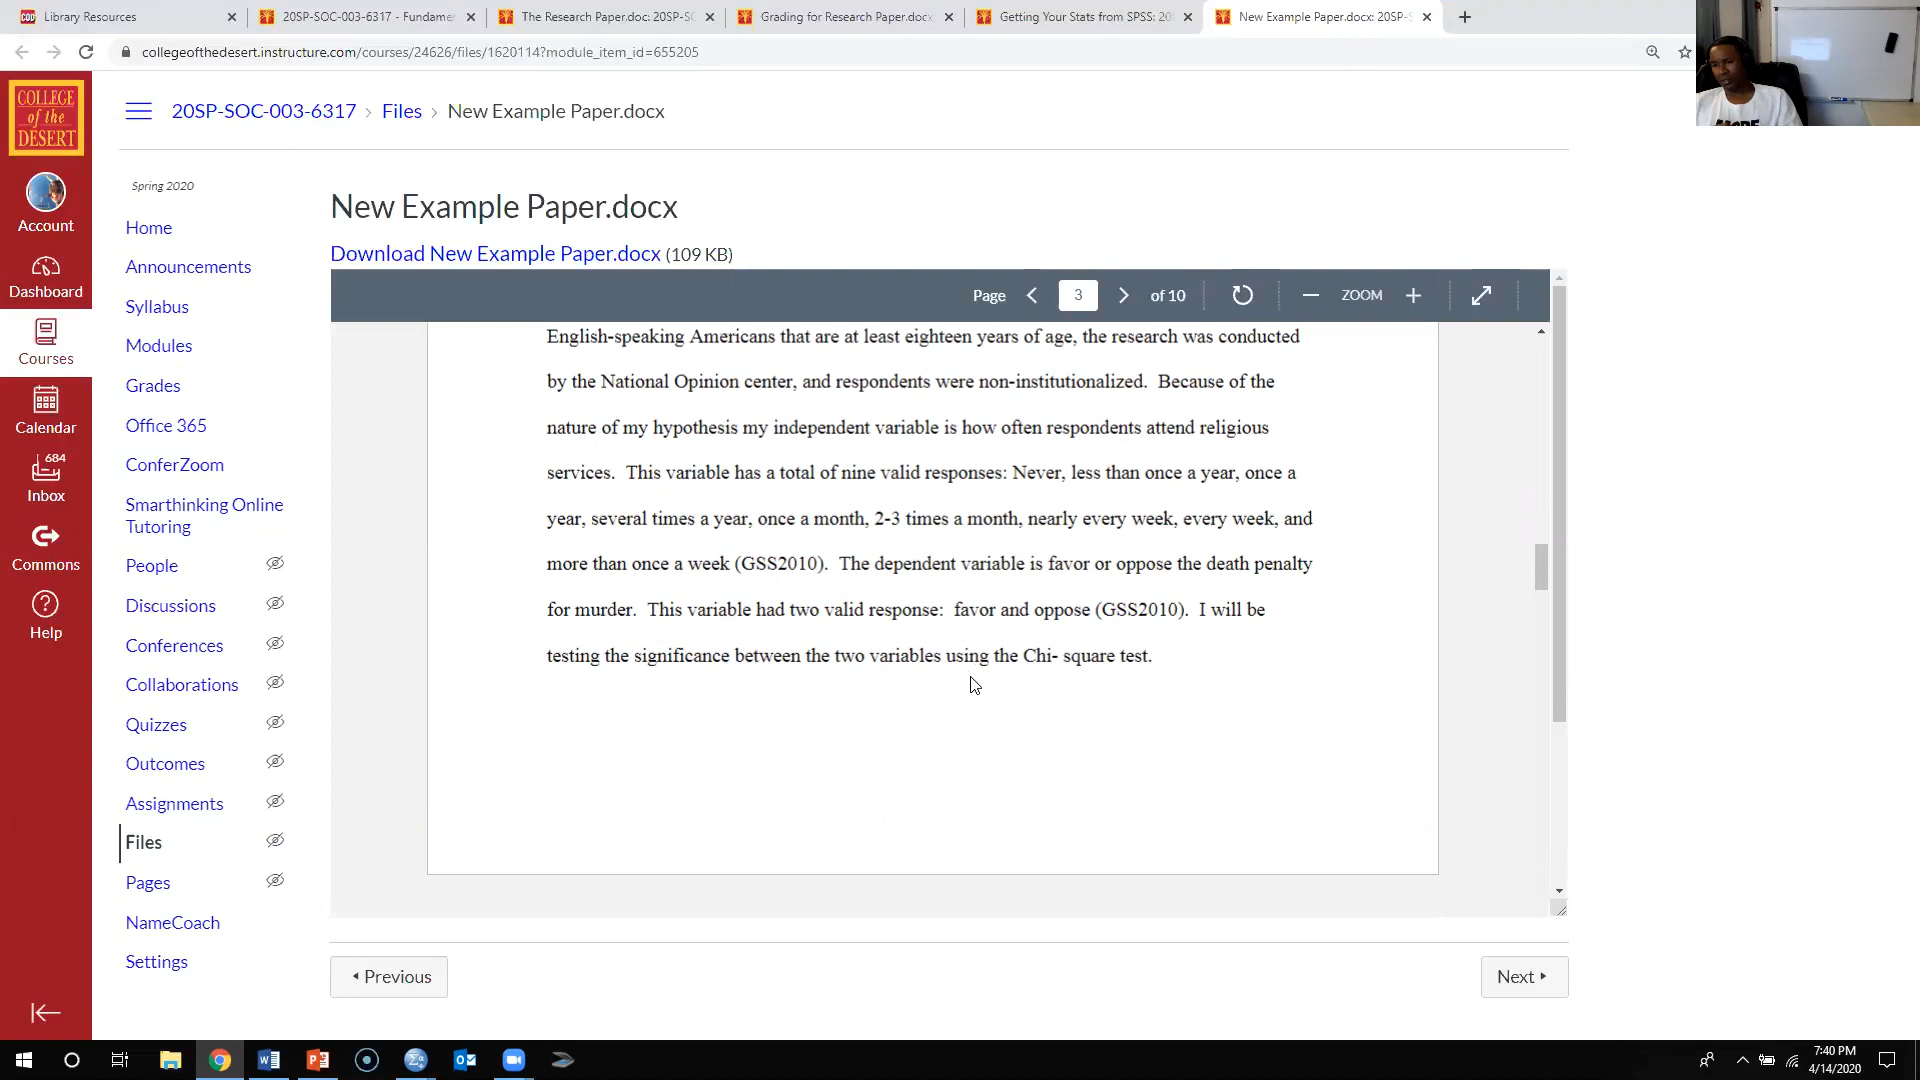 Library Resources
20SP-SOC-003-6317 - Fundamen
The Research Paper.doc: 20SP-SC
Grading for Research Paper.docx
Getting Your Stats from SPSS: 20
New Example Paper.docx: 20SP-S
collegeofthedesert.instructure.com/courses/24626/files/1620114?module_item_id=655205
COLLEGE
of the
DESERT
Account
Dashboard
Courses
Calendar
684
Inbox
Commons
Help
20SP-SOC-003-6317 › Files › New Example Paper.docx
Spring 2020
Home
Announcements
Syllabus
Modules
Grades
Office 365
ConferZoom
Smarthinking Online
Tutoring
People
Discussions
Conferences
Collaborations
Quizzes
Outcomes
Assignments
Files
Pages
NameCoach
Settings
New Example Paper.docx
Download New Example Paper.docx (109 KB)
Page 3 of 10 ZOOM
English-speaking Americans that are at least eighteen years of age, the research was conducted
by the National Opinion center, and respondents were non-institutionalized. Because of the
nature of my hypothesis my independent variable is how often respondents attend religious
services. This variable has a total of nine valid responses: Never, less than once a year, once a
year, several times a year, once a month, 2-3 times a month, nearly every week, every week, and
more than once a week (GSS2010). The dependent variable is favor or oppose the death penalty
for murder. This variable had two valid response: favor and oppose (GSS2010). I will be
testing the significance between the two variables using the Chi- square test.
Previous
Next
7:40 PM
4/14/2020